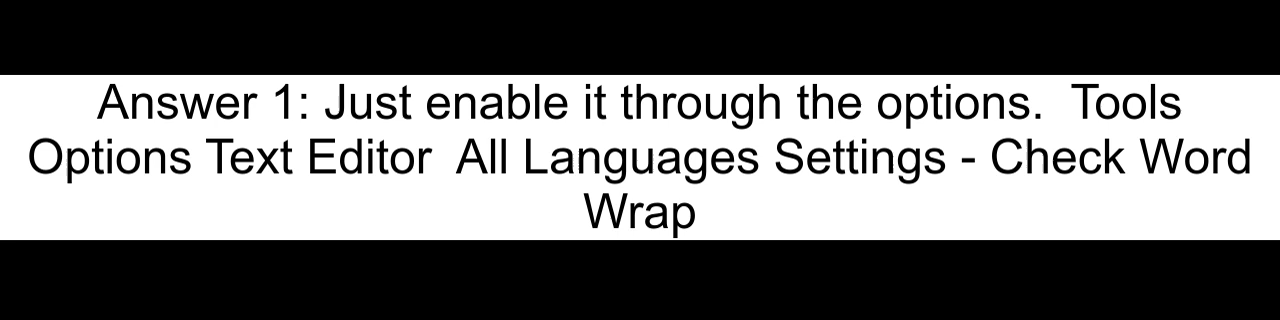 Answer 1: Just enable it through the options.  Tools
Options Text Editor  All Languages Settings - Check Word
Wrap